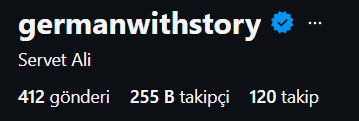 germanwithstory
Servet Ali
412 gönderi 255 B takipçi 120 takip